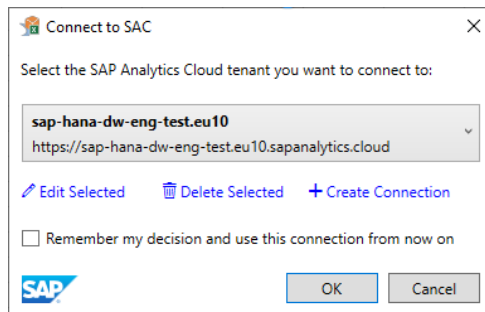 Connect to SAC
Select the SAP Analytics Cloud tenant you want to connect to:
sap-hana-dw-eng-test.eu10
https://sap-hana-dw-eng-test.eu10.sapanalytics.cloud
Edit Selected Delete Selected Create Connection
Remember my decision and use this connection from now on
SAP OK Cancel